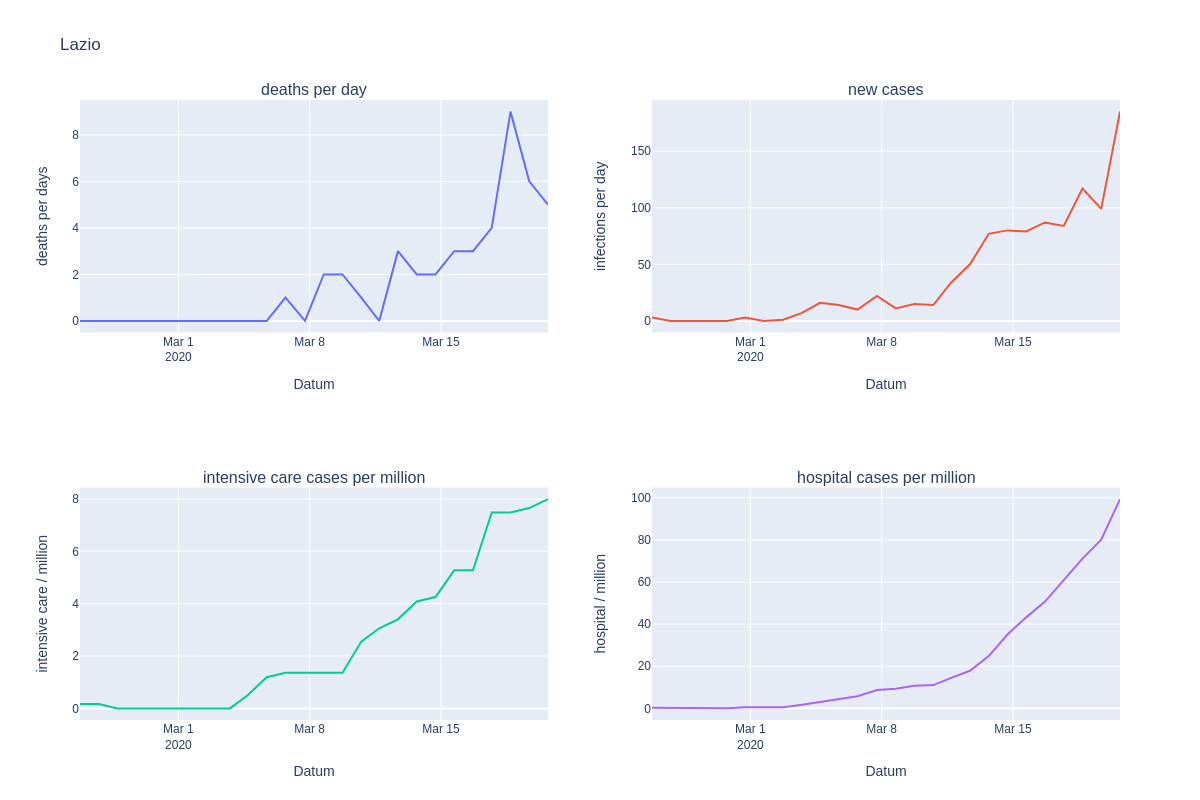 Lazio
deaths per day
deaths per days
8
6
4
2
0
Mar 1
2020
Mar 8
Mar 15
Datum
new cases
infections per day
150
100
50
0
Mar 1
2020
Mar 8
Mar 15
Datum
intensive care cases per million
intensive care / million
8
6
4
2
0
Mar 1
2020
Mar 8
Mar 15
Datum
hospital cases per million
hospital / million
100
80
60
40
20
0
Mar 1
2020
Mar 8
Mar 15
Datum